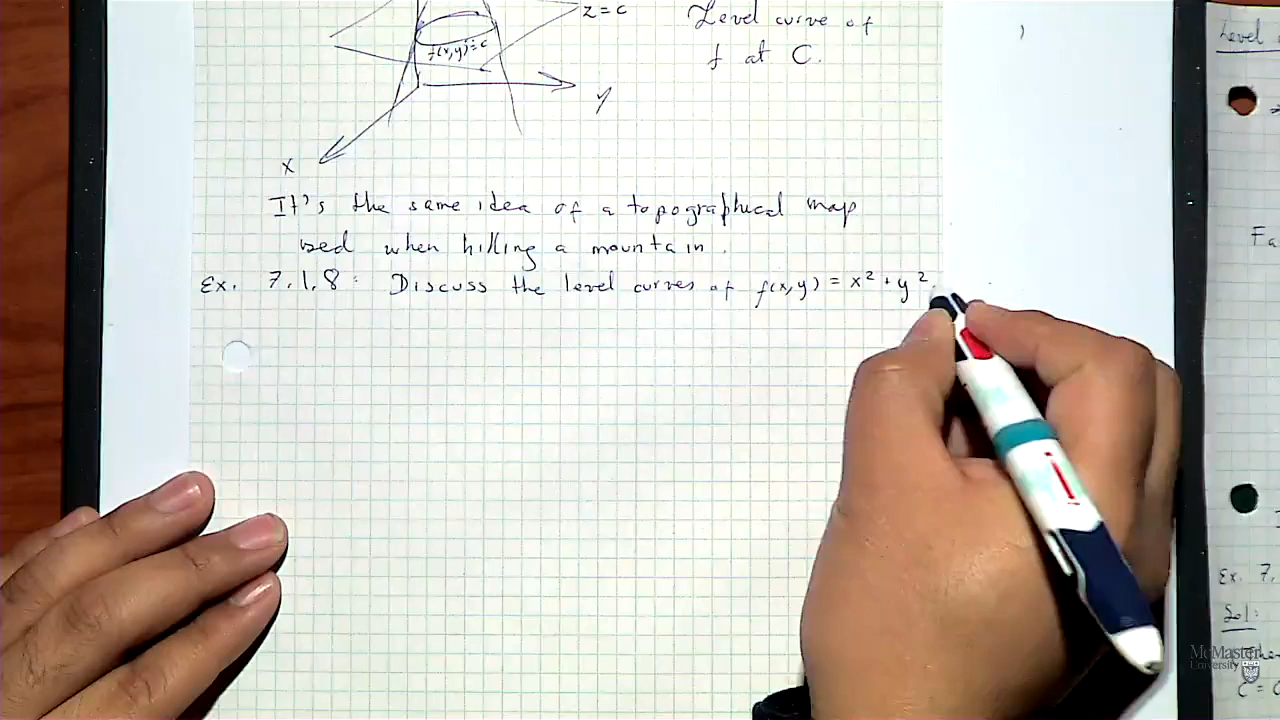 z=c
Level curve of
f at C.
f(x,y)=c
y
x
It's the same idea of a topographical map
used when hiking a mountain.
Ex. 7.1.8: Discuss the level curves of f(x,y) = x² + y².
Level
Ex. 7.
Sol:
McMaster
University
C =